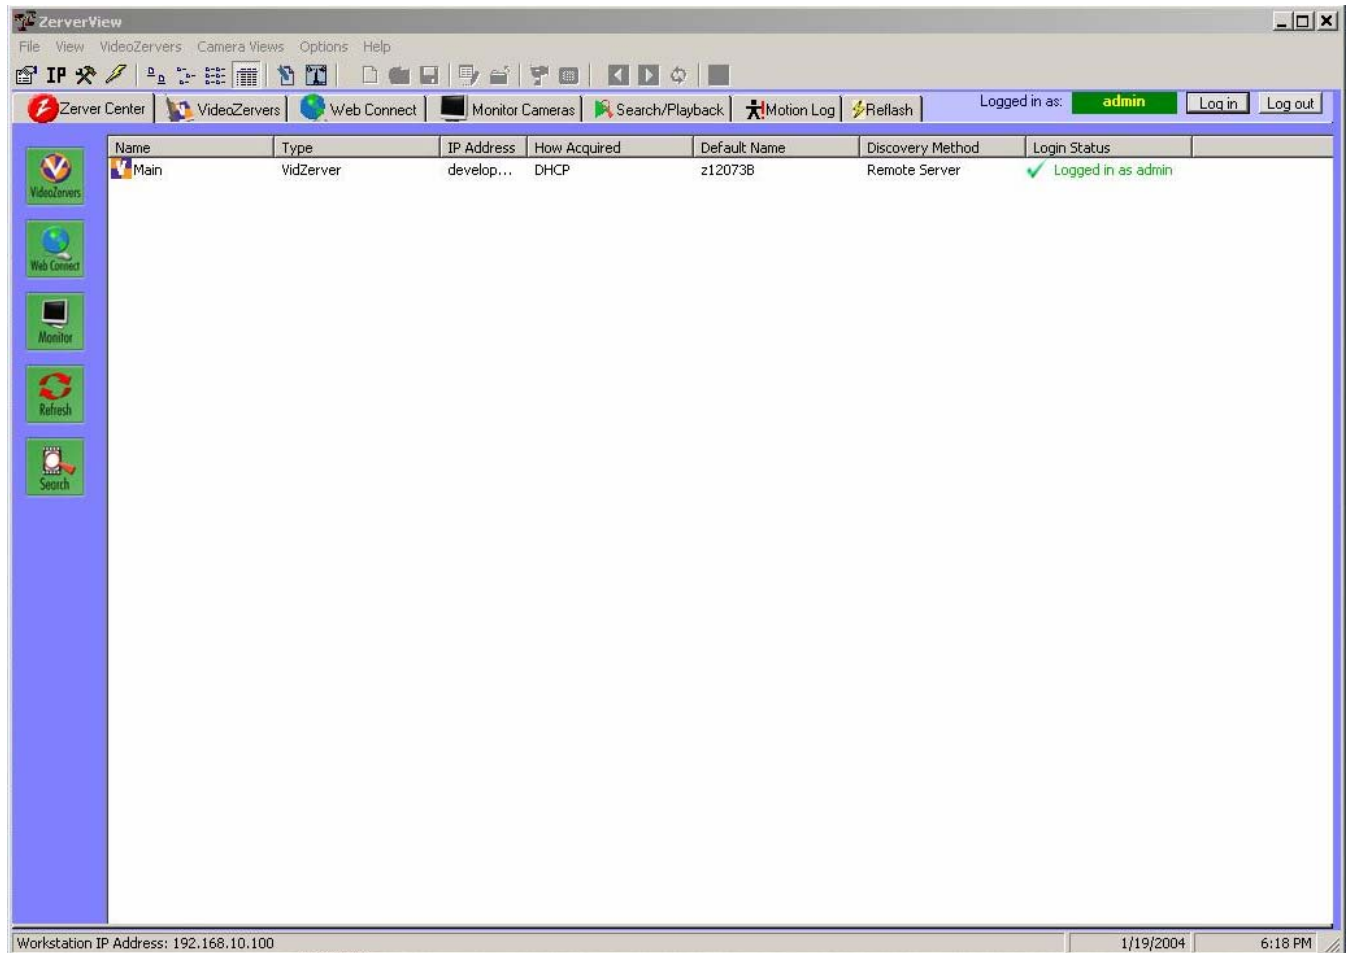 ZerverView
File View VideoZervers Camera Views Options Help
IP
Zerver Center VideoZervers Web Connect Monitor Cameras Search/Playback Motion Log Reflash Logged in as: admin Log in Log out
Name Type IP Address How Acquired Default Name Discovery Method Login Status
Main VidZerver develop... DHCP z12073B Remote Server Logged in as admin
VideoZervers
Web Connect
Monitor
Refresh
Search
Workstation IP Address: 192.168.10.100 1/19/2004 6:18 PM